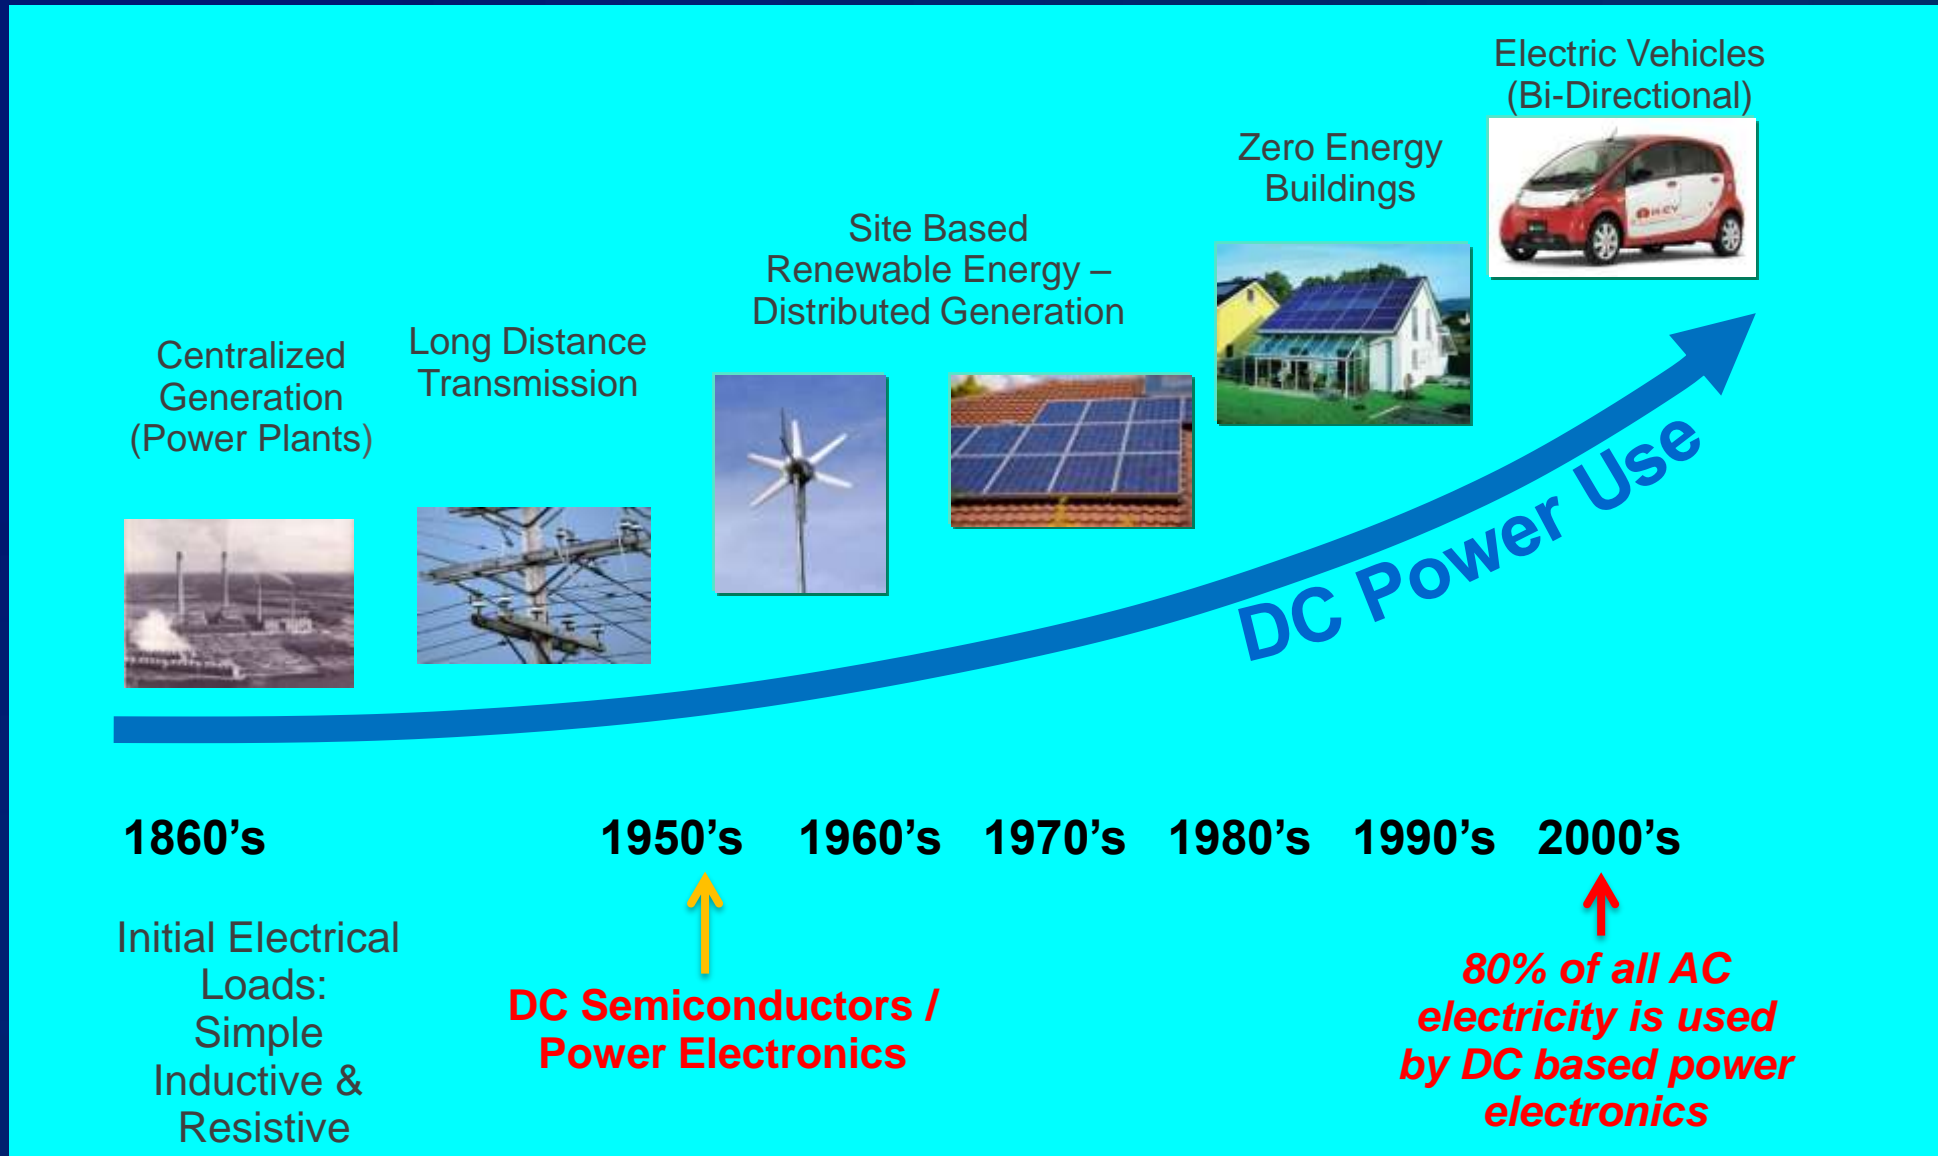 Electric Vehicles
(Bi-Directional)
Zero Energy
Buildings
Site Based
Renewable Energy –
Distributed Generation
Long Distance
Transmission
Centralized
Generation
(Power Plants)
DC Power Use
1860’s 1950’s 1960’s 1970’s 1980’s 1990’s 2000’s
Initial Electrical
Loads:
Simple
Inductive &
Resistive
DC Semiconductors /
Power Electronics
80% of all AC
electricity is used
by DC based power
electronics